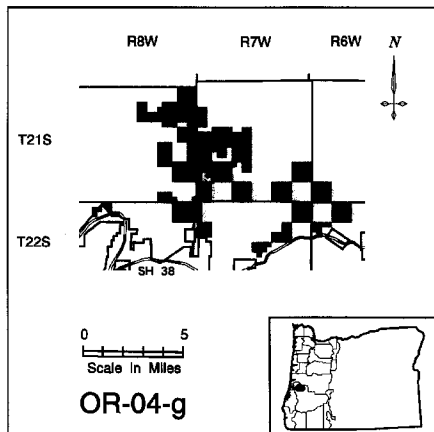 R8W R7W R6W N
T21S
T22S
SH 38
0 5
Scale in Miles
OR-04-g